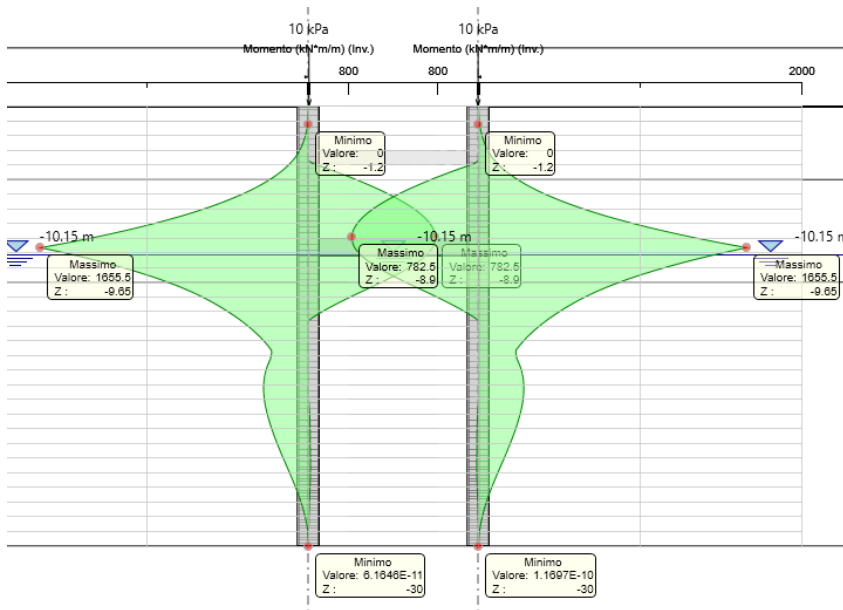 10 kPa
10 kPa
Momento (kN*m/m) (Inv.)
Momento (kN*m/m) (Inv.)
800
800
2000
Minimo
Valore: 0
Z : -1.2
Minimo
Valore: 0
Z : -1.2
-10.15 m
-10.15 m
-10.15 m
Massimo
Valore: 1655.5
Z : -9.65
Massimo
Valore: 782.5
Z : -8.9
Massimo
Valore: 782.5
Z : -8.9
Massimo
Valore: 1655.5
Z : -9.65
Minimo
Valore: 6.1646E-11
Z : -30
Minimo
Valore: 1.1697E-10
Z : -30